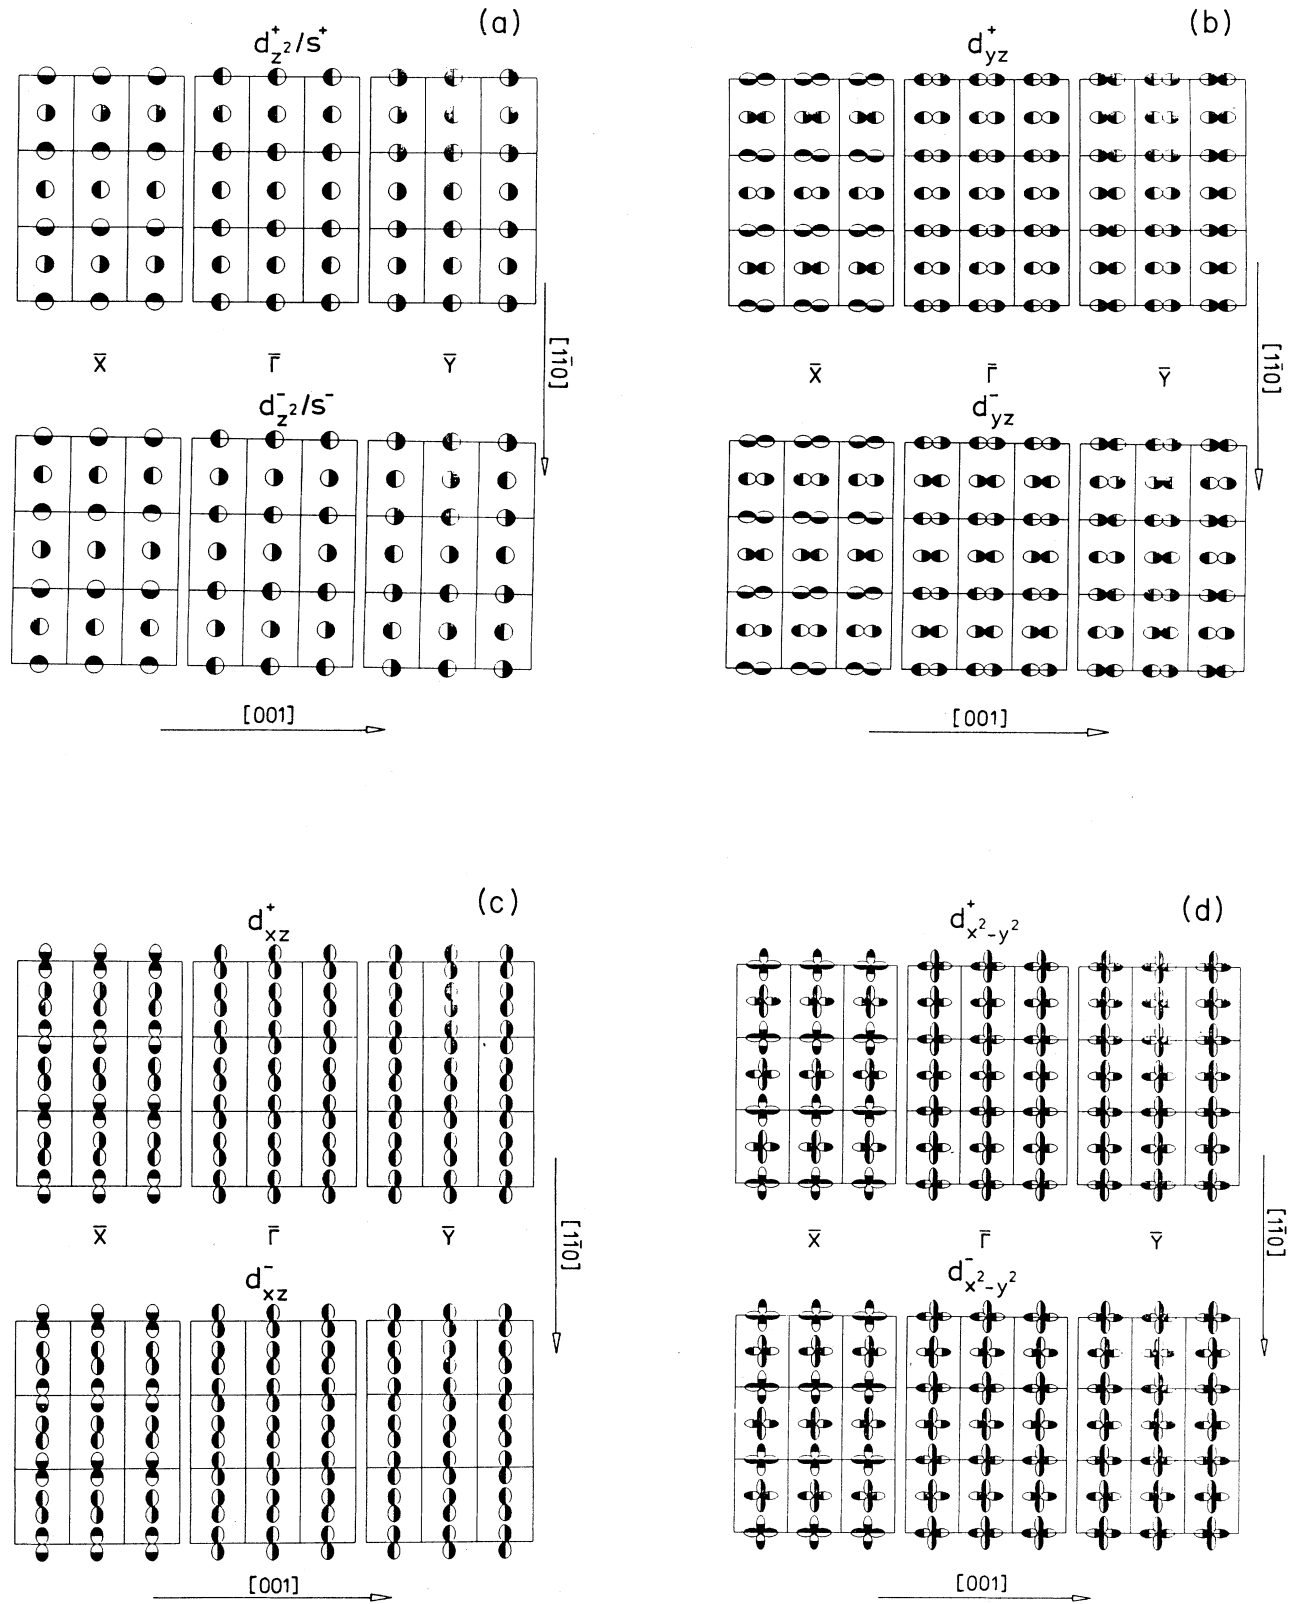 (a)
d⁺z²/s⁺
X̄ Γ̄ Ȳ
d⁻z²/s⁻
[11̄0]
[001]
(b)
d⁺yz
X̄ Γ̄ Ȳ
d⁻yz
[11̄0]
[001]
(c)
d⁺xz
X̄ Γ̄ Ȳ
d⁻xz
[11̄0]
[001]
(d)
d⁺x²-y²
X̄ Γ̄ Ȳ
d⁻x²-y²
[11̄0]
[001]